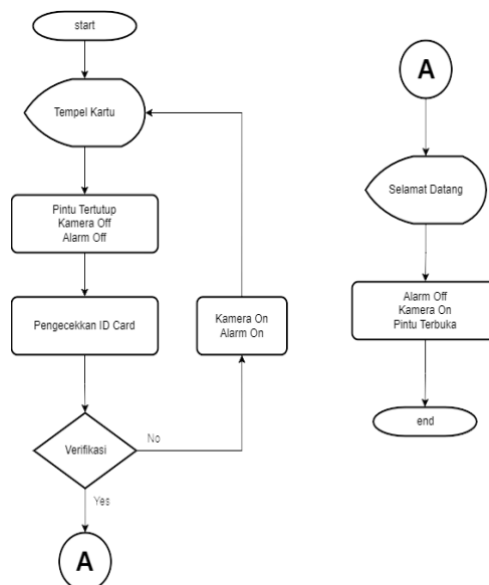 start
Tempel Kartu
Pintu Tertutup
Kamera Off
Alarm Off
Pengecekkan ID Card
Kamera On
Alarm On
Verifikasi
No
Yes
A
A
Selamat Datang
Alarm Off
Kamera On
Pintu Terbuka
end